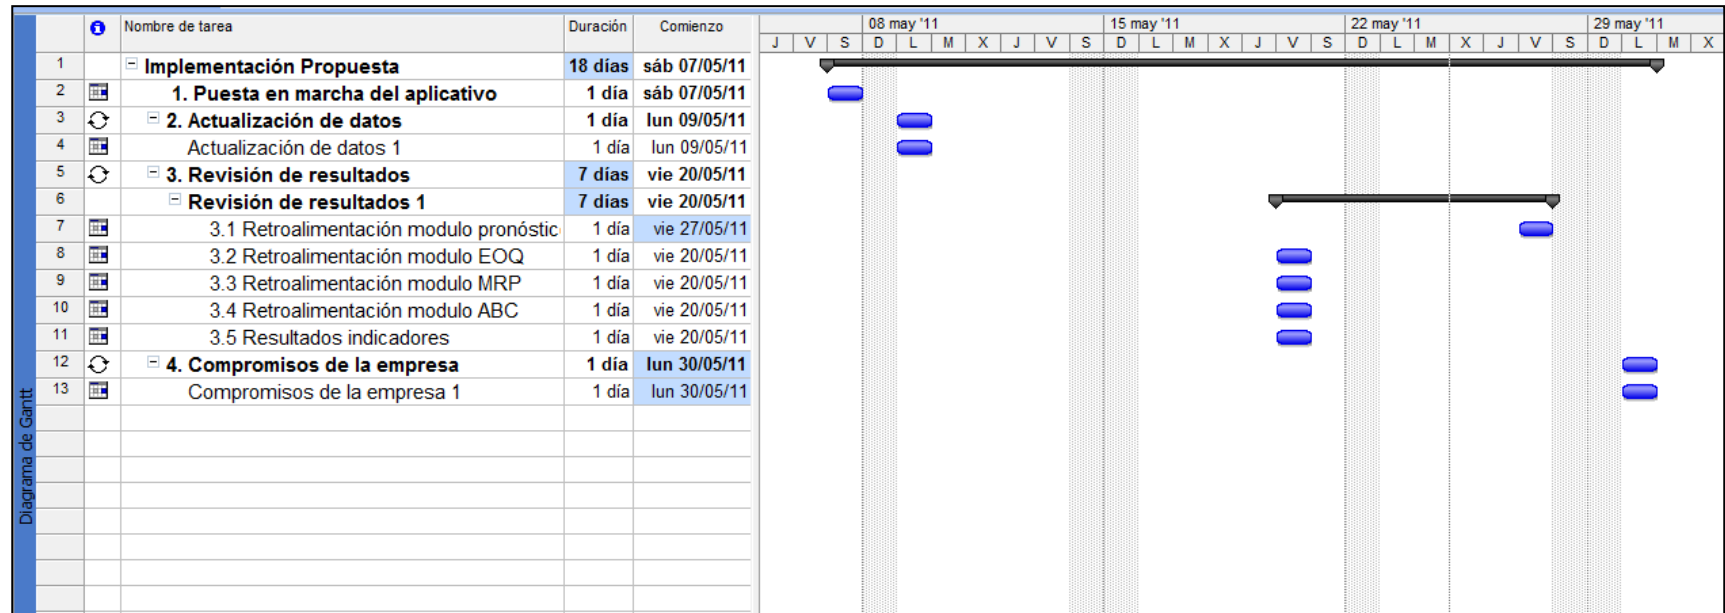 Nombre de tarea Duración Comienzo 08 may '11 15 may '11 22 may '11 29 may '11
J V S D L M X J V S D L M X J V S D L M X J V S D L M X
1 Implementación Propuesta 18 días sáb 07/05/11
2 1. Puesta en marcha del aplicativo 1 día sáb 07/05/11
3 2. Actualización de datos 1 día lun 09/05/11
4 Actualización de datos 1 1 día lun 09/05/11
5 3. Revisión de resultados 7 días vie 20/05/11
6 Revisión de resultados 1 7 días vie 20/05/11
7 3.1 Retroalimentación modulo pronóstic 1 día vie 27/05/11
8 3.2 Retroalimentación modulo EOQ 1 día vie 20/05/11
9 3.3 Retroalimentación modulo MRP 1 día vie 20/05/11
10 3.4 Retroalimentación modulo ABC 1 día vie 20/05/11
11 3.5 Resultados indicadores 1 día vie 20/05/11
12 4. Compromisos de la empresa 1 día lun 30/05/11
13 Compromisos de la empresa 1 1 día lun 30/05/11
Diagrama de Gantt